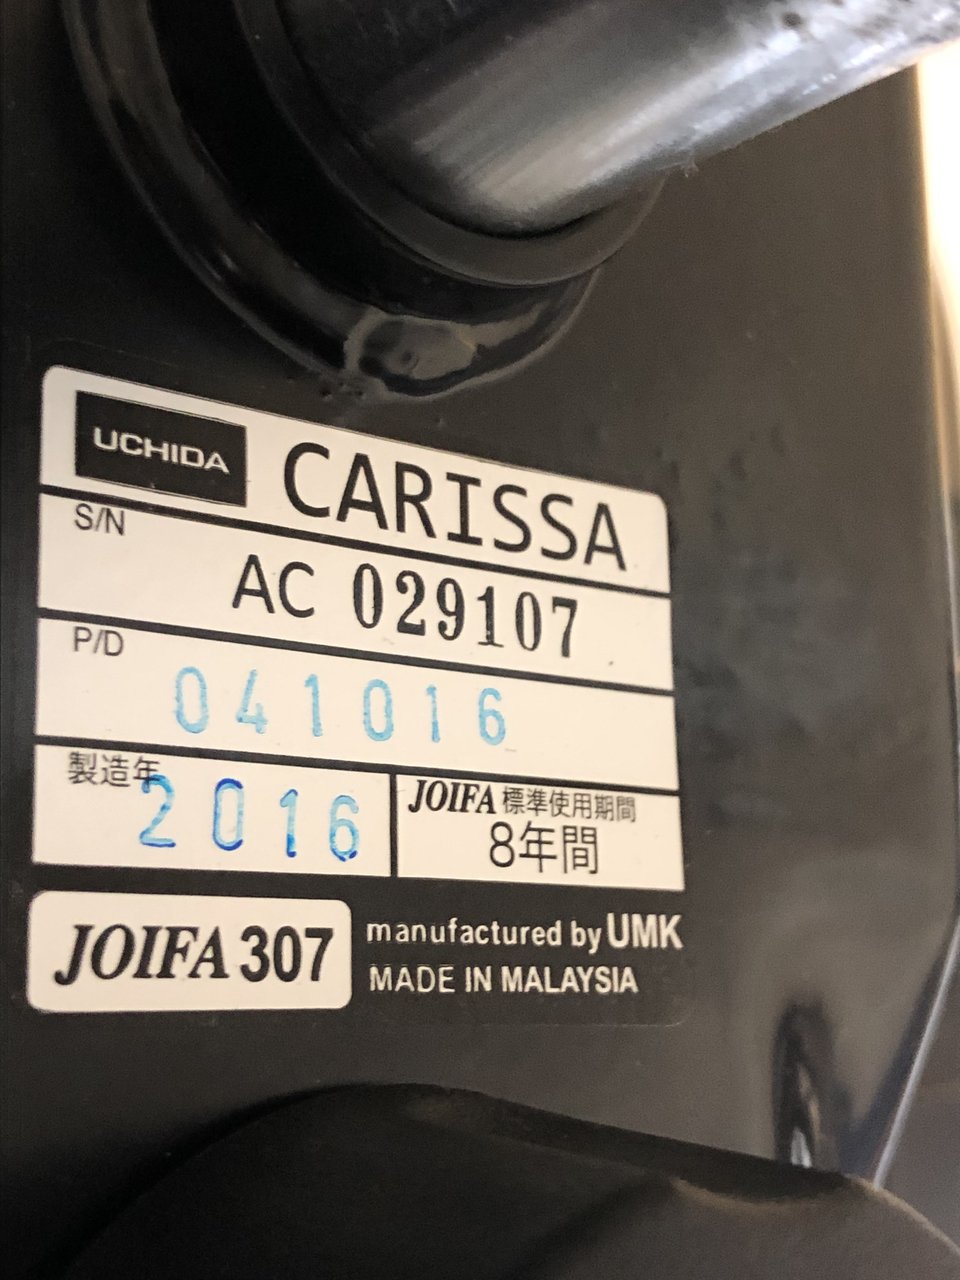 UCHIDA CARISSA
S/N
AC 029107
P/D
041016
製造年
2016
JOIFA 標準使用期間
8年間
JOIFA 307
manufactured by UMK
MADE IN MALAYSIA